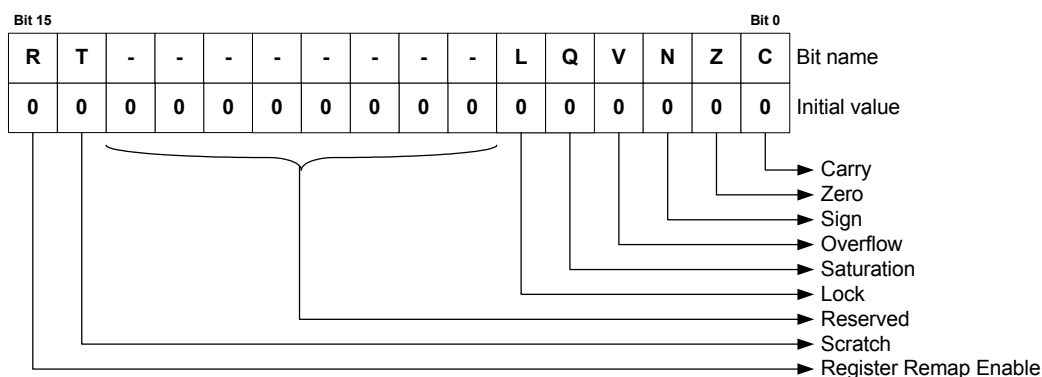 Bit 15 Bit 0
R T - - - - - - - - L Q V N Z C Bit name
0 0 0 0 0 0 0 0 0 0 0 0 0 0 0 0 Initial value
Carry
Zero
Sign
Overflow
Saturation
Lock
Reserved
Scratch
Register Remap Enable